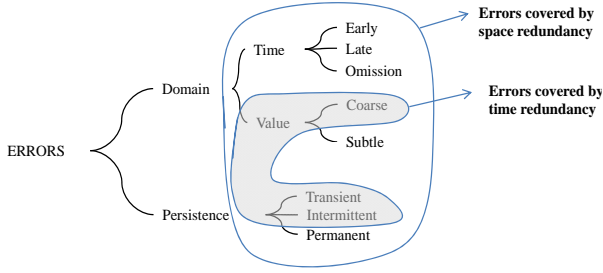 Errors covered by
space redundancy
Early
Time
Late
Omission
Domain
Errors covered by
time redundancy
Coarse
Value
Subtle
ERRORS
Transient
Persistence
Intermittent
Permanent